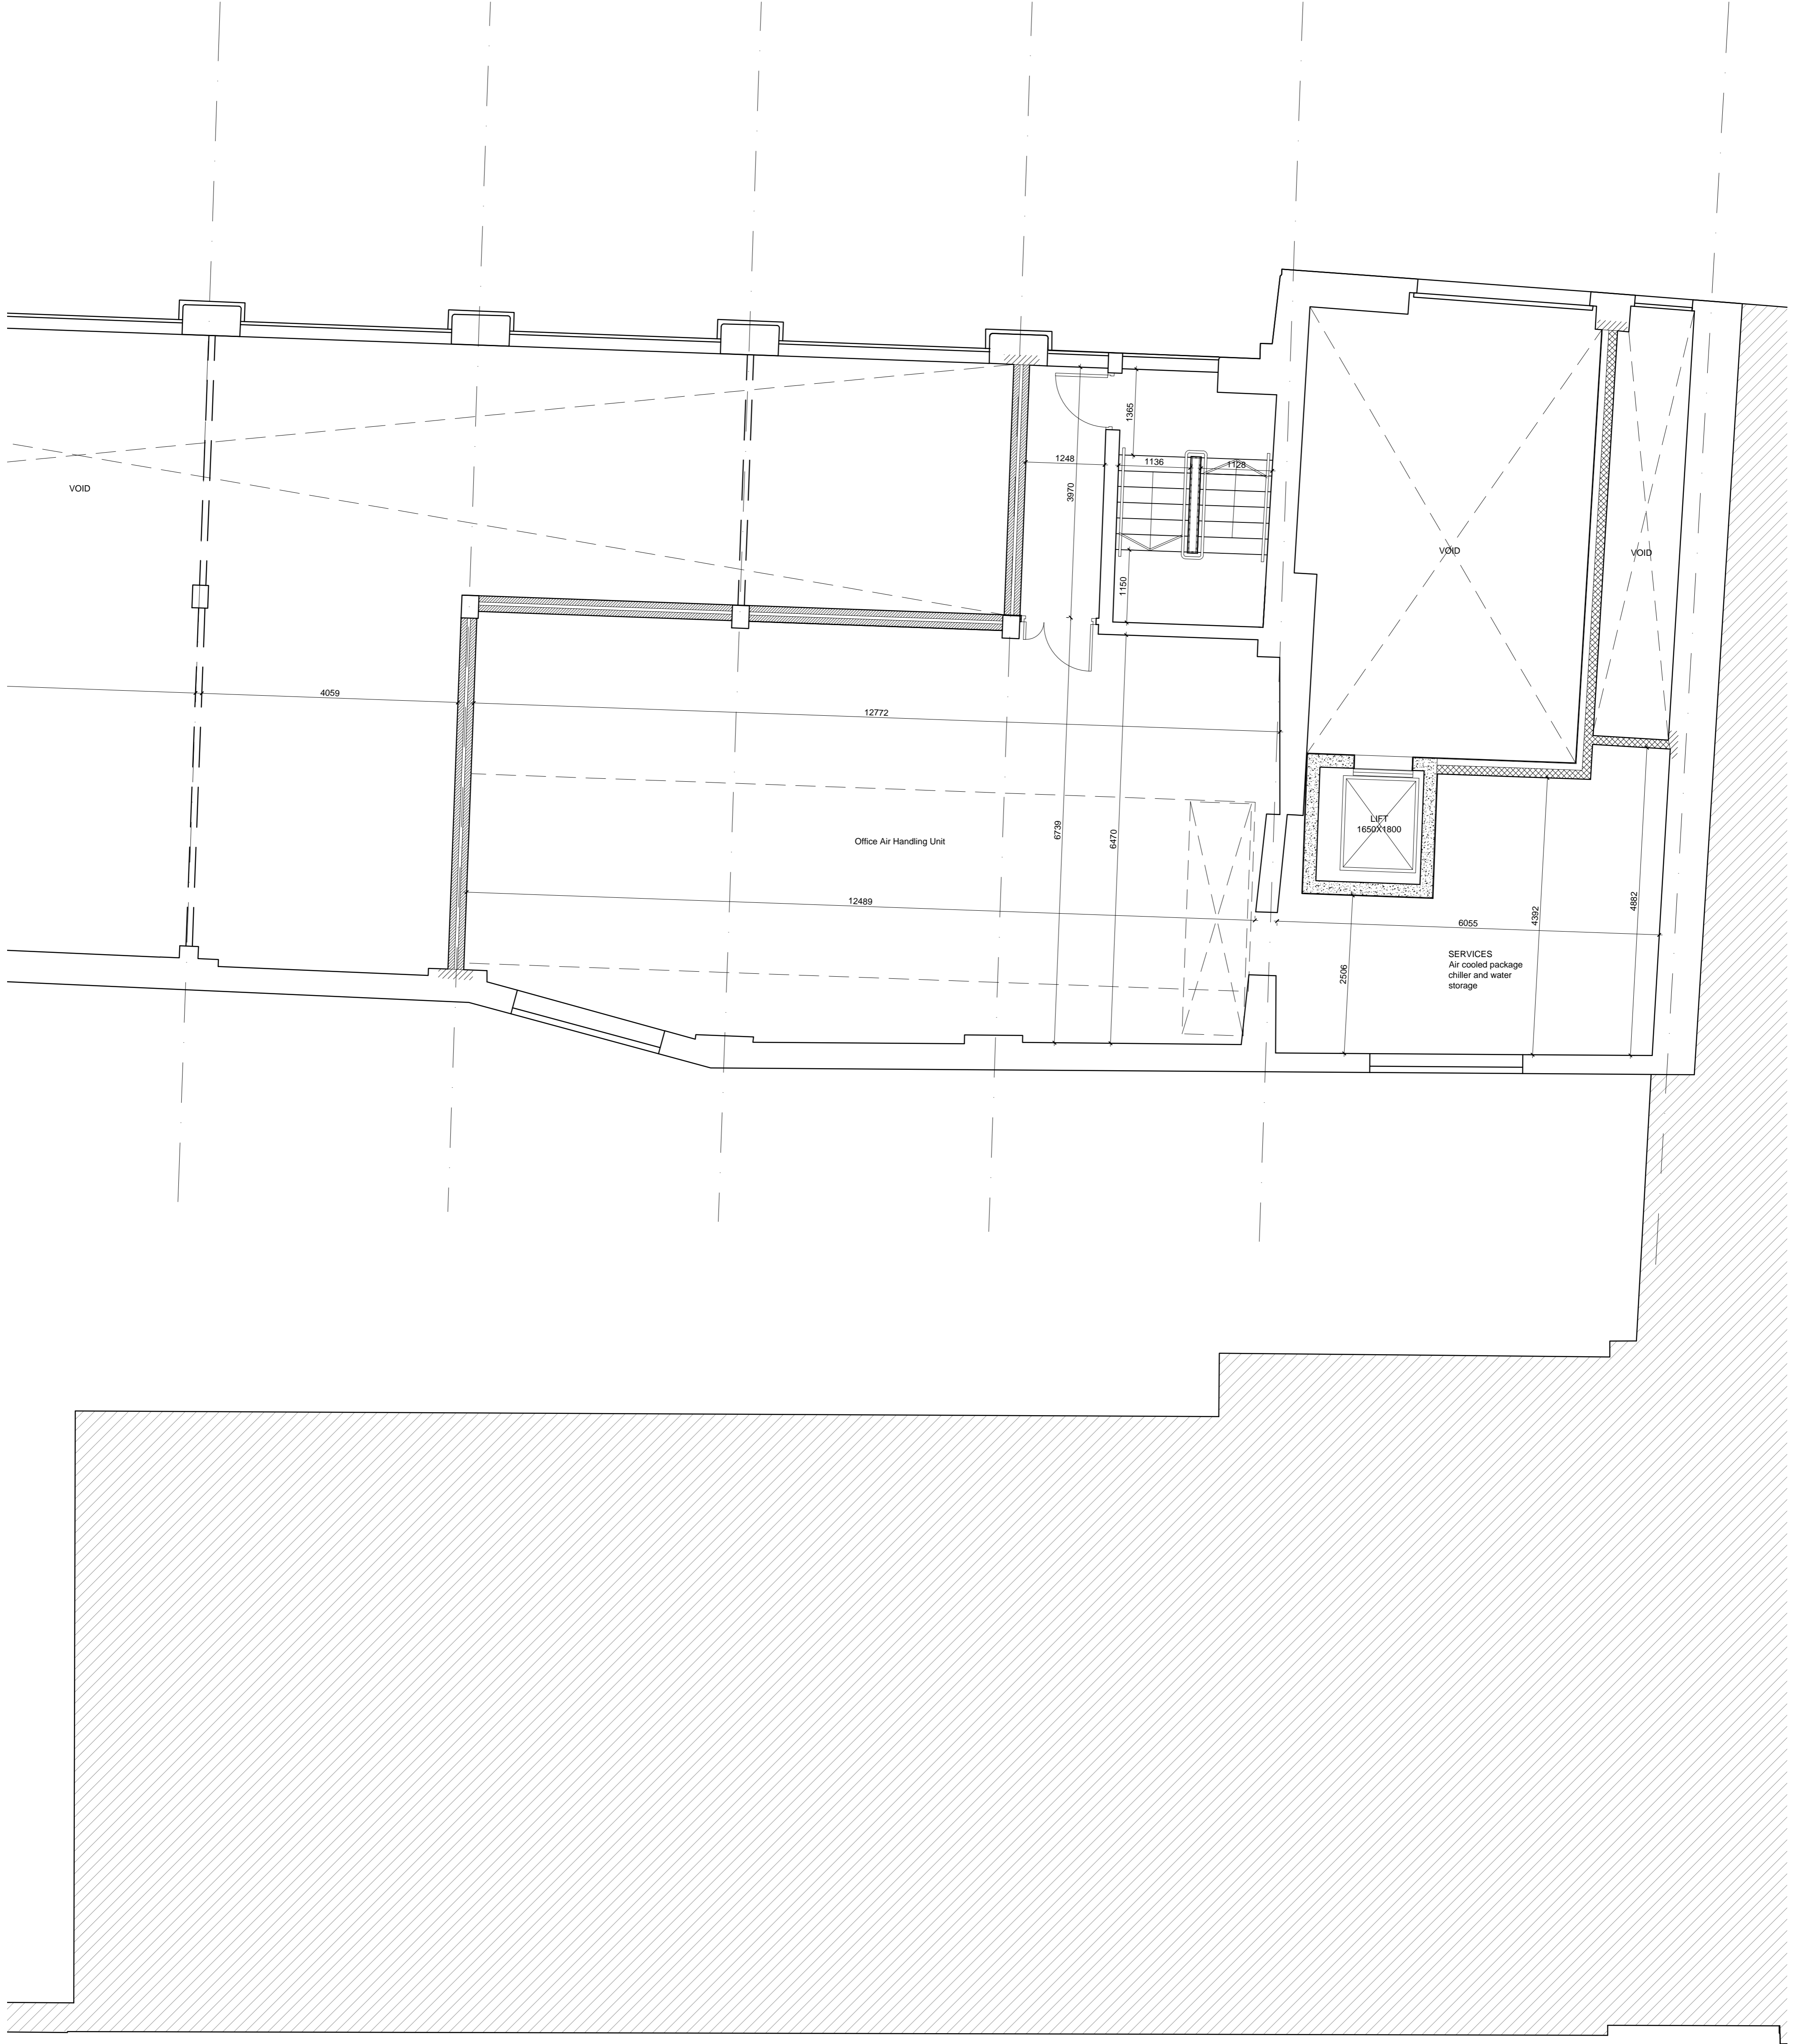 1365
1248
1136
1128
3970
VOID
VOID
VOID
1150
4059
12772
LIFT
1650X1800
6739
6470
Office Air Handling Unit
12489
4392
4882
6055
2506
SERVICES
Air cooled package
chiller and water
storage